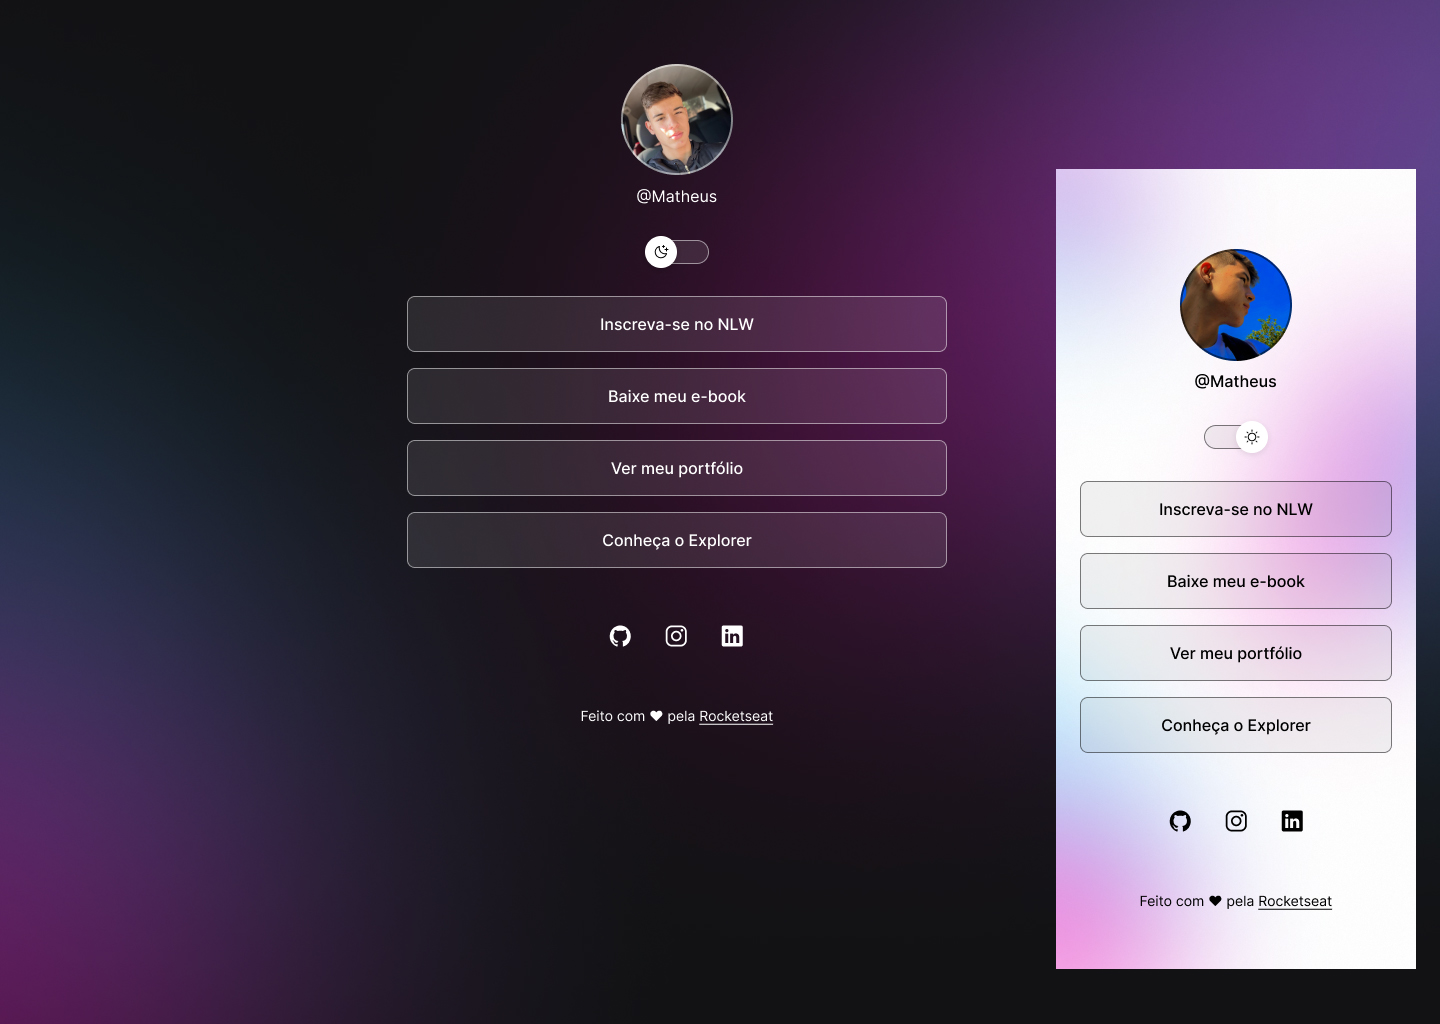 @Matheus
Inscreva-se no NLW
Baixe meu e-book
Ver meu portfólio
Conheça o Explorer
Feito com ♥ pela Rocketseat
@Matheus
Inscreva-se no NLW
Baixe meu e-book
Ver meu portfólio
Conheça o Explorer
Feito com ♥ pela Rocketseat